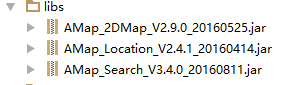 libs
AMap_2DMap_V2.9.0_20160525.jar
AMap_Location_V2.4.1_20160414.jar
AMap_Search_V3.4.0_20160811.jar